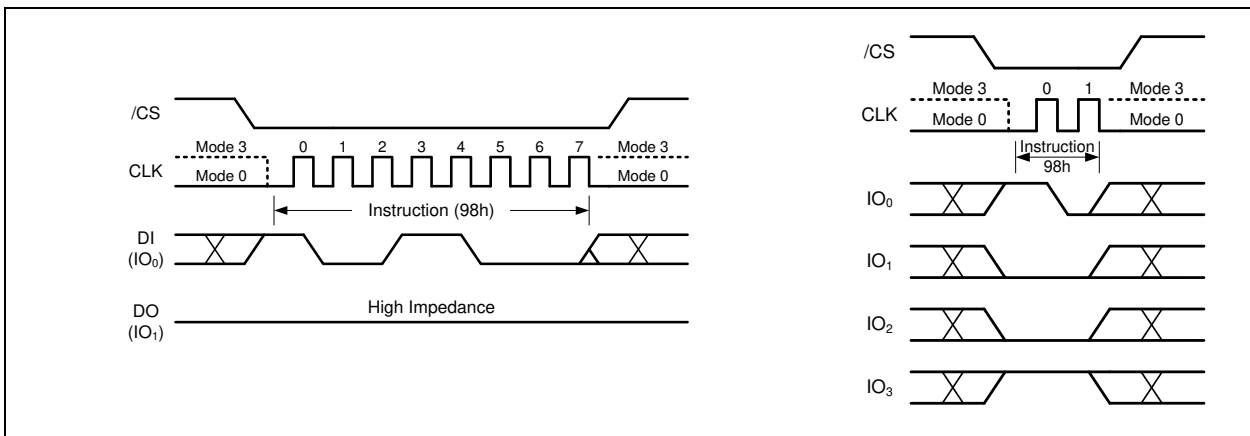 /CS
Mode 3 0 1 2 3 4 5 6 7 Mode 3
CLK Mode 0 Mode 0
Instruction (98h)
DI
(IO₀)
High Impedance
DO
(IO₁)
/CS
Mode 3 0 1 Mode 3
CLK Mode 0 Mode 0
Instruction
98h
IO₀
IO₁
IO₂
IO₃